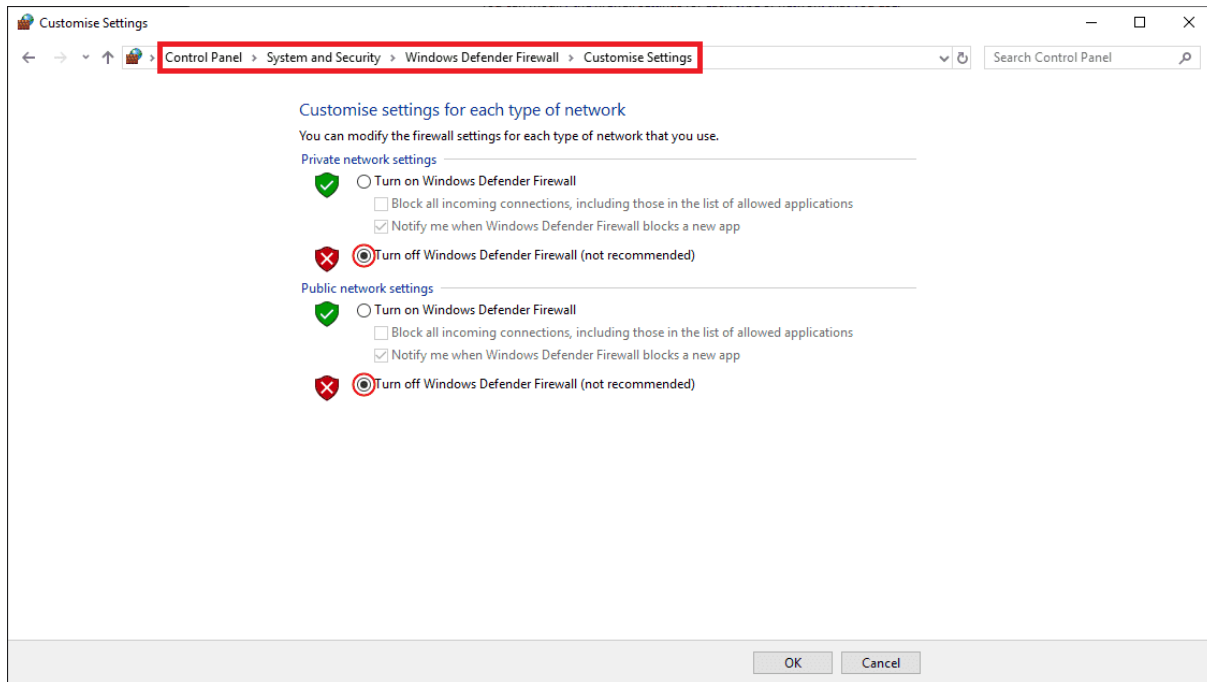 Customise Settings
Control Panel > System and Security > Windows Defender Firewall > Customise Settings
Search Control Panel
Customise settings for each type of network
You can modify the firewall settings for each type of network that you use.
Private network settings
Turn on Windows Defender Firewall
Block all incoming connections, including those in the list of allowed applications
Notify me when Windows Defender Firewall blocks a new app
Turn off Windows Defender Firewall (not recommended)
Public network settings
Turn on Windows Defender Firewall
Block all incoming connections, including those in the list of allowed applications
Notify me when Windows Defender Firewall blocks a new app
Turn off Windows Defender Firewall (not recommended)
OK
Cancel